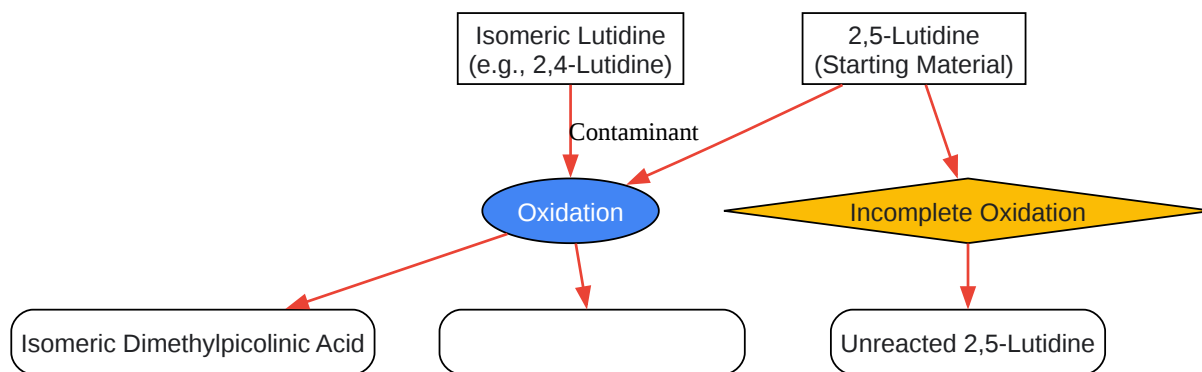 Isomeric Lutidine
(e.g., 2,4-Lutidine)
2,5-Lutidine
(Starting Material)
Contaminant
Oxidation
Incomplete Oxidation
Isomeric Dimethylpicolinic Acid
Unreacted 2,5-Lutidine